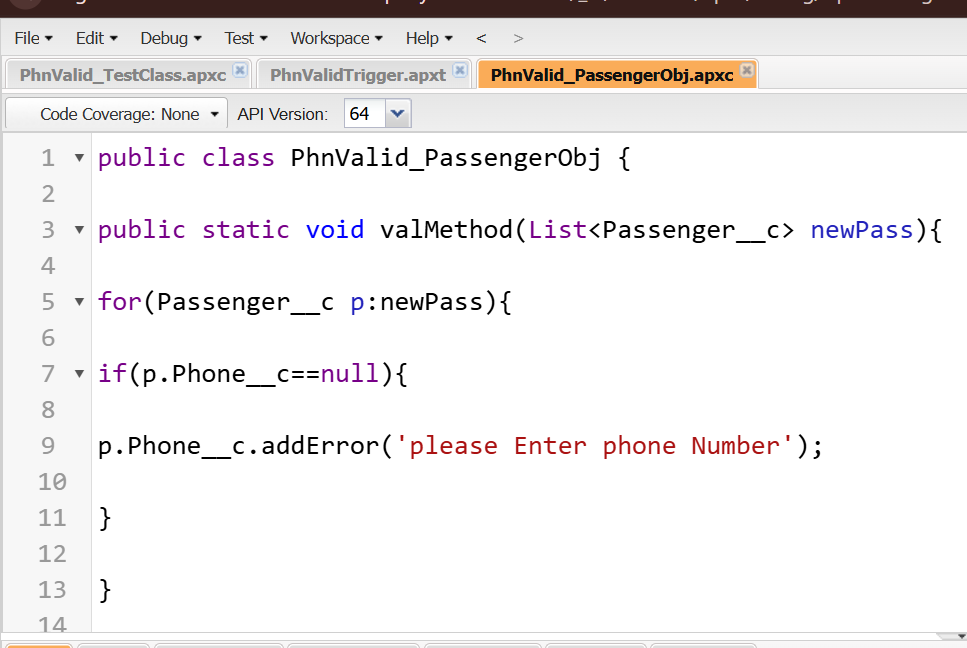 File Edit Debug Test Workspace Help < >
PhnValid_TestClass.apxc PhnValidTrigger.apxt PhnValid_PassengerObj.apxc
Code Coverage: None API Version: 64
1 public class PhnValid_PassengerObj {
2
3 public static void valMethod(List<Passenger__c> newPass){
4
5 for(Passenger__c p:newPass){
6
7 if(p.Phone__c==null){
8
9 p.Phone__c.addError('please Enter phone Number');
10
11 }
12
13 }
14